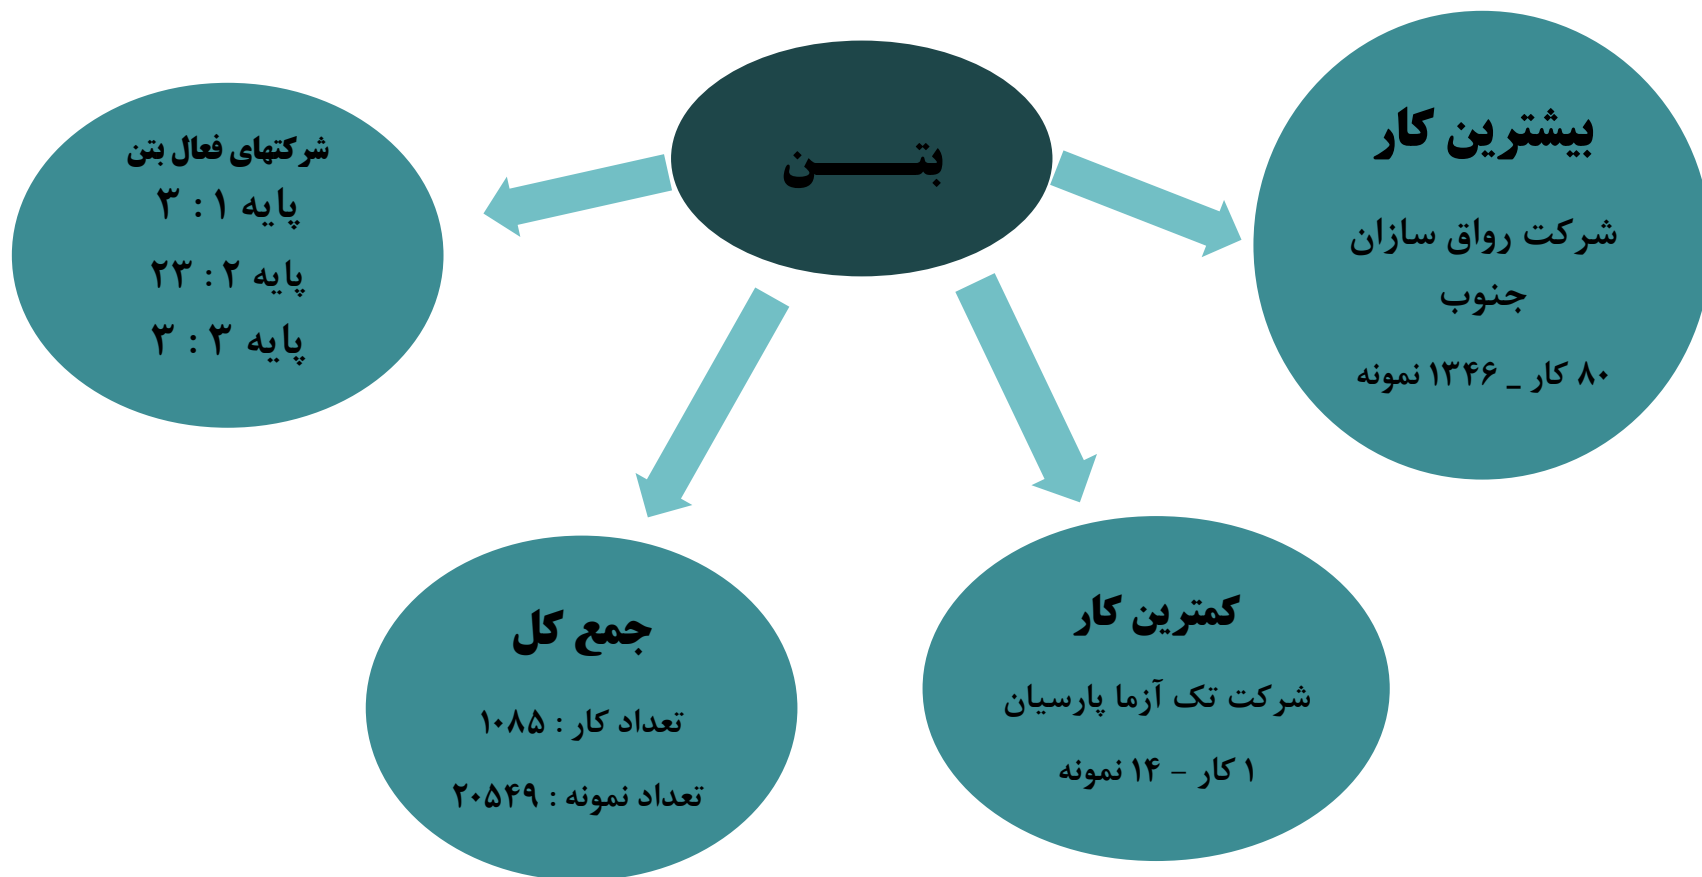 بتـــــــن
بیشترین کار
شرکت رواق سازان
جنوب
۸۰ کار _ ۱۳۴۶ نمونه
شرکتهای فعال بتن
پایه ۱ : ۳
پایه ۲ : ۲۳
پایه ۳ : ۳
کمترین کار
شرکت تک آزما پارسیان
۱ کار – ۱۴ نمونه
جمع کل
تعداد کار : ۱۰۸۵
تعداد نمونه : ۲۰۵۴۹